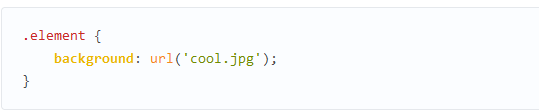 .element {
    background: url('cool.jpg');
}